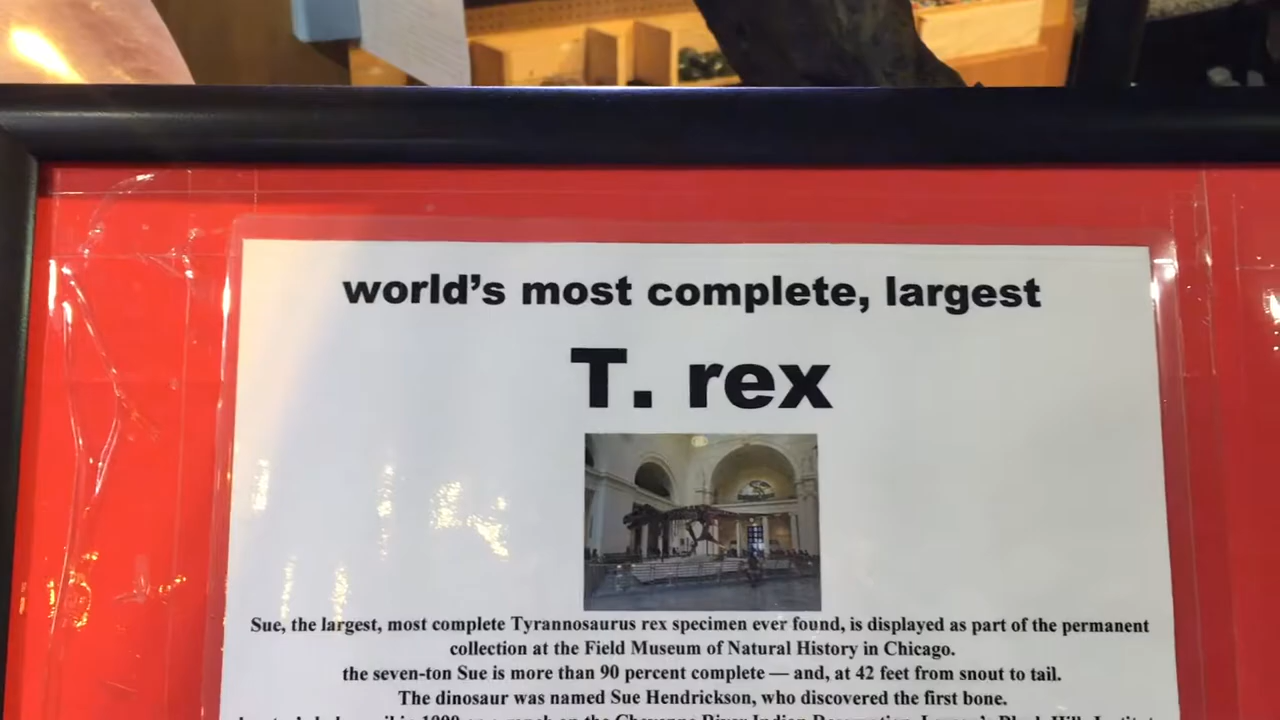 world's most complete, largest
T. rex
Sue, the largest, most complete Tyrannosaurus rex specimen ever found, is displayed as part of the permanent
collection at the Field Museum of Natural History in Chicago.
the seven-ton Sue is more than 90 percent complete — and, at 42 feet from snout to tail.
The dinosaur was named Sue Hendrickson, who discovered the first bone.